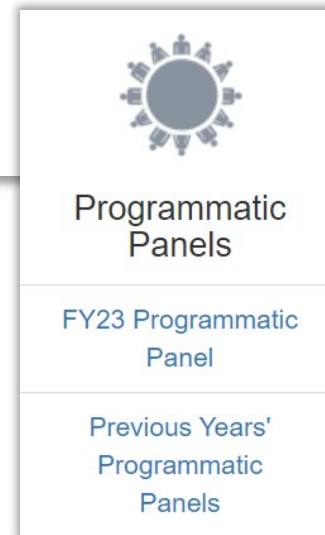 Programmatic
Panels
FY23 Programmatic
Panel
Previous Years'
Programmatic
Panels